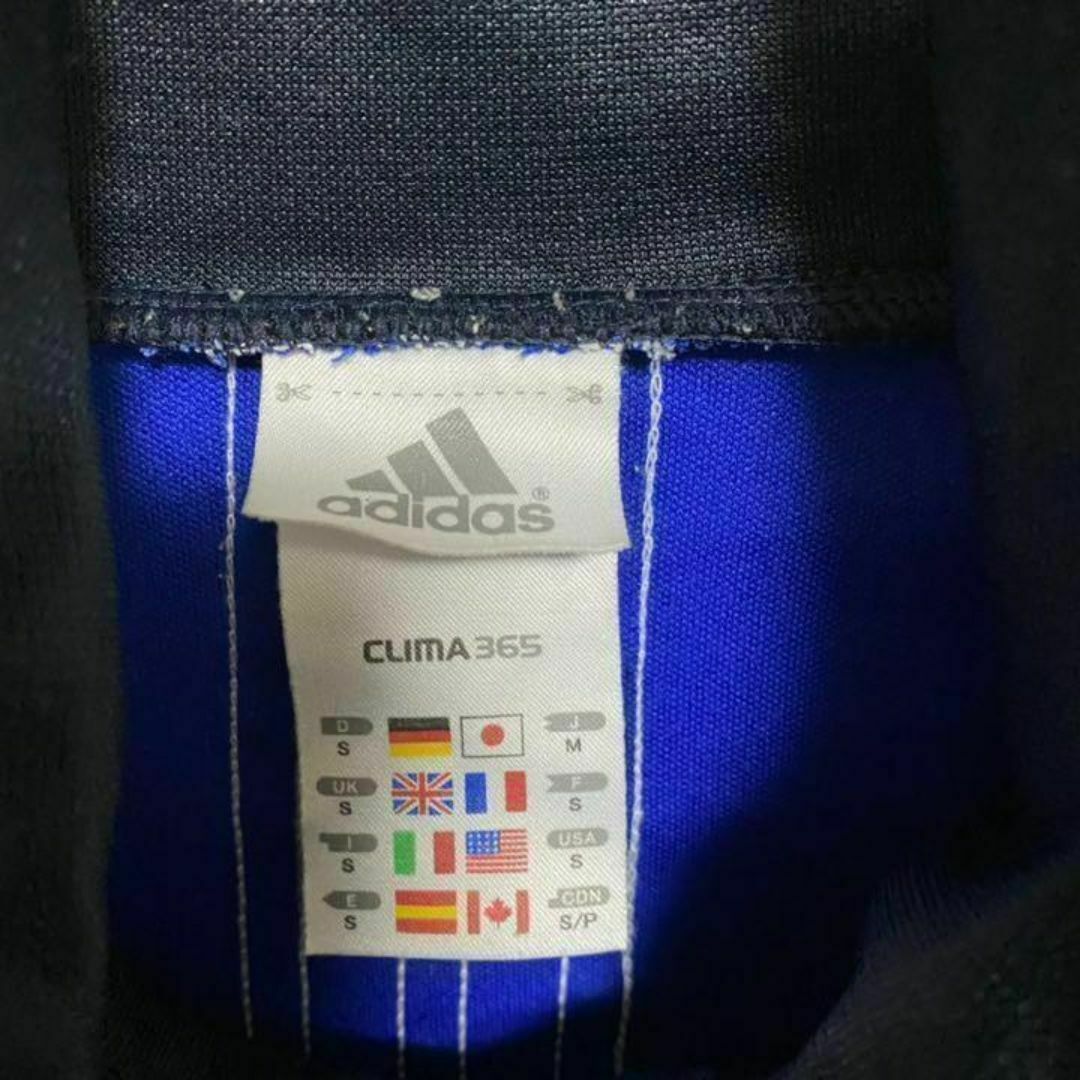 adidas®
CLIMA365
D J
S M
UK F
S S
I USA
S S
E CDN
S S/P